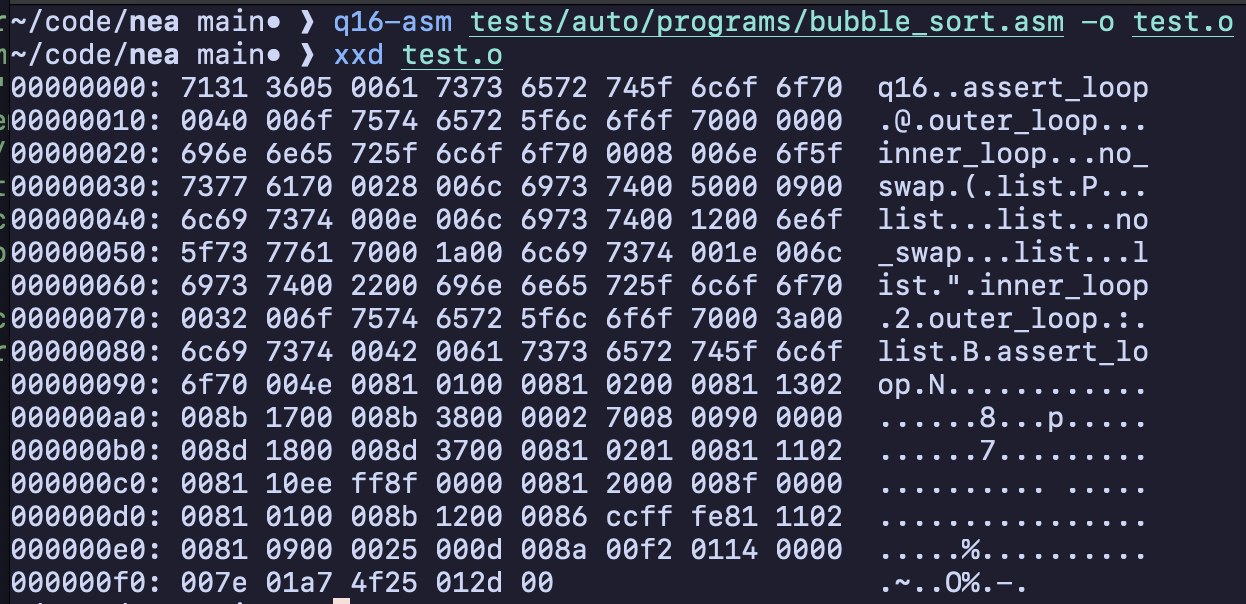 ~/code/nea main● ❯ q16-asm tests/auto/programs/bubble_sort.asm -o test.o
~/code/nea main● ❯ xxd test.o
00000000: 7131 3605 0061 7373 6572 745f 6c6f 6f70  q16..assert_loop
00000010: 0040 006f 7574 6572 5f6c 6f6f 7000 0000  .@.outer_loop...
00000020: 696e 6e65 725f 6c6f 6f70 0008 006e 6f5f  inner_loop...no_
00000030: 7377 6170 0028 006c 6973 7400 5000 0900  swap.(.list.P...
00000040: 6c69 7374 000e 006c 6973 7400 1200 6e6f  list...list...no
00000050: 5f73 7761 7000 1a00 6c69 7374 001e 006c  _swap...list...l
00000060: 6973 7400 2200 696e 6e65 725f 6c6f 6f70  ist.".inner_loop
00000070: 0032 006f 7574 6572 5f6c 6f6f 7000 3a00  .2.outer_loop.:.
00000080: 6c69 7374 0042 0061 7373 6572 745f 6c6f  list.B.assert_lo
00000090: 6f70 004e 0081 0100 0081 0200 0081 1302  op.N............
000000a0: 008b 1700 008b 3800 0002 7008 0090 0000  ......8...p.....
000000b0: 008d 1800 008d 3700 0081 0201 0081 1102  ......7.........
000000c0: 0081 10ee ff8f 0000 0081 2000 008f 0000  .......... .....
000000d0: 0081 0100 008b 1200 0086 ccff fe81 1102  ................
000000e0: 0081 0900 0025 000d 008a 00f2 0114 0000  .....%..........
000000f0: 007e 01a7 4f25 012d 00  .~..O%.-.